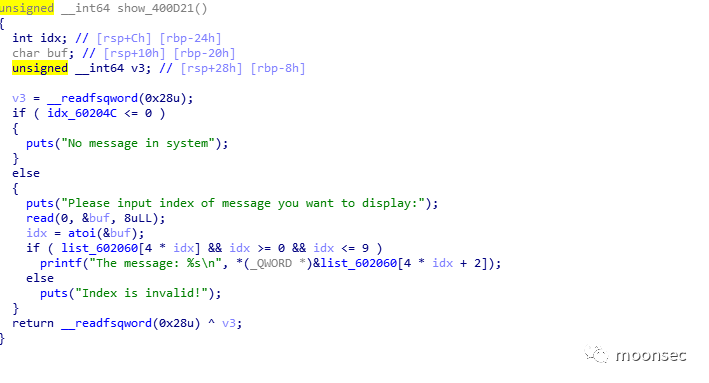 unsigned __int64 show_400D21()
{
  int idx; // [rsp+Ch] [rbp-24h]
  char buf; // [rsp+10h] [rbp-20h]
  unsigned __int64 v3; // [rsp+28h] [rbp-8h]

  v3 = __readfsqword(0x28u);
  if ( idx_60204C <= 0 )
  {
    puts("No message in system");
  }
  else
  {
    puts("Please input index of message you want to display:");
    read(0, &buf, 8uLL);
    idx = atoi(&buf);
    if ( list_602060[4 * idx] && idx >= 0 && idx <= 9 )
      printf("The message: %s\n", *(_QWORD *)&list_602060[4 * idx + 2]);
    else
      puts("Index is invalid!");
  }
  return __readfsqword(0x28u) ^ v3;
}
moonsec